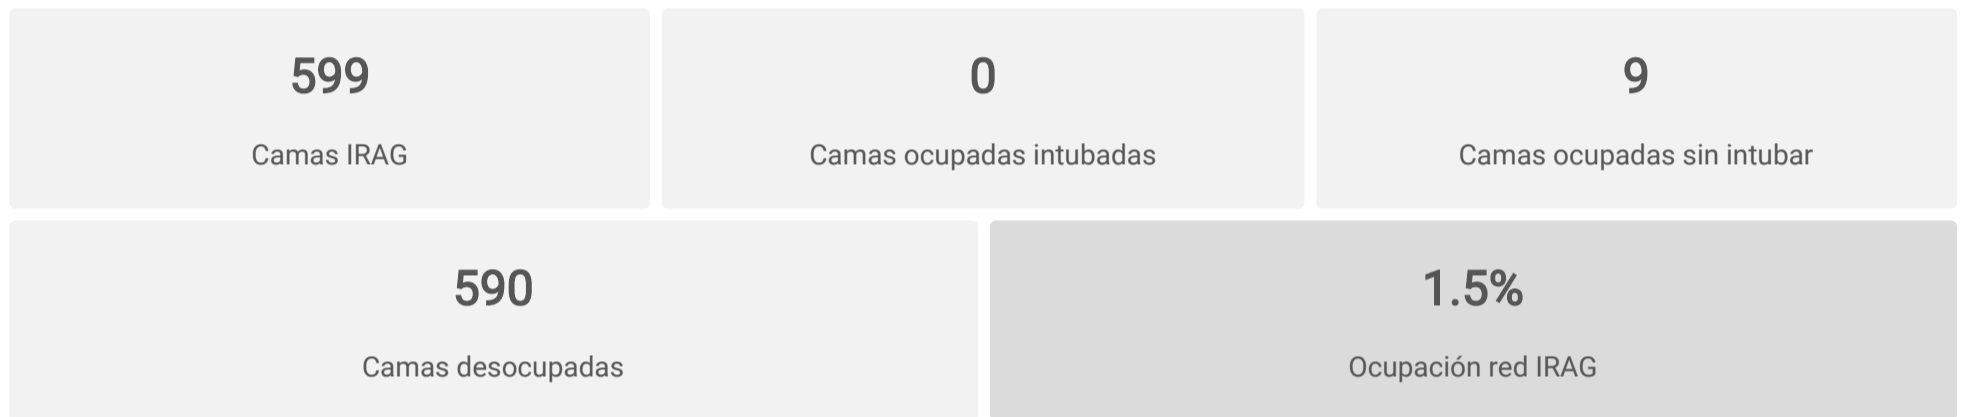 599
Camas IRAG
0
Camas ocupadas intubadas
9
Camas ocupadas sin intubar
590
Camas desocupadas
1.5%
Ocupación red IRAG